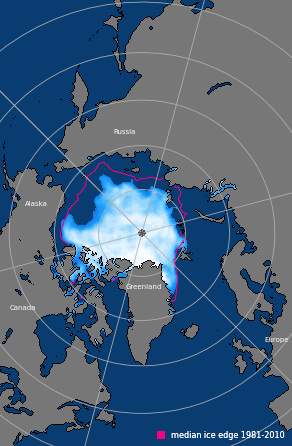 Russia
Alaska
Greenland
Canada
Europe
median ice edge 1981-2010